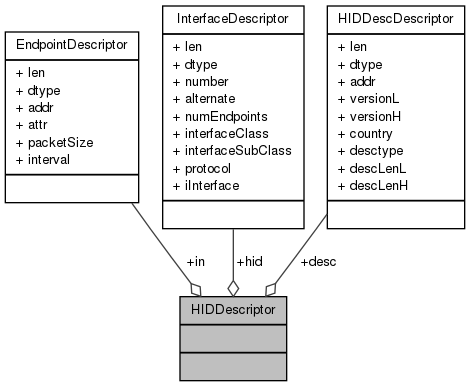 EndpointDescriptor
+ len
+ dtype
+ addr
+ attr
+ packetSize
+ interval
InterfaceDescriptor
+ len
+ dtype
+ number
+ alternate
+ numEndpoints
+ interfaceClass
+ interfaceSubClass
+ protocol
+ iInterface
HIDDescDescriptor
+ len
+ dtype
+ addr
+ versionL
+ versionH
+ country
+ desctype
+ descLenL
+ descLenH
+in
+hid
+desc
HIDDescriptor